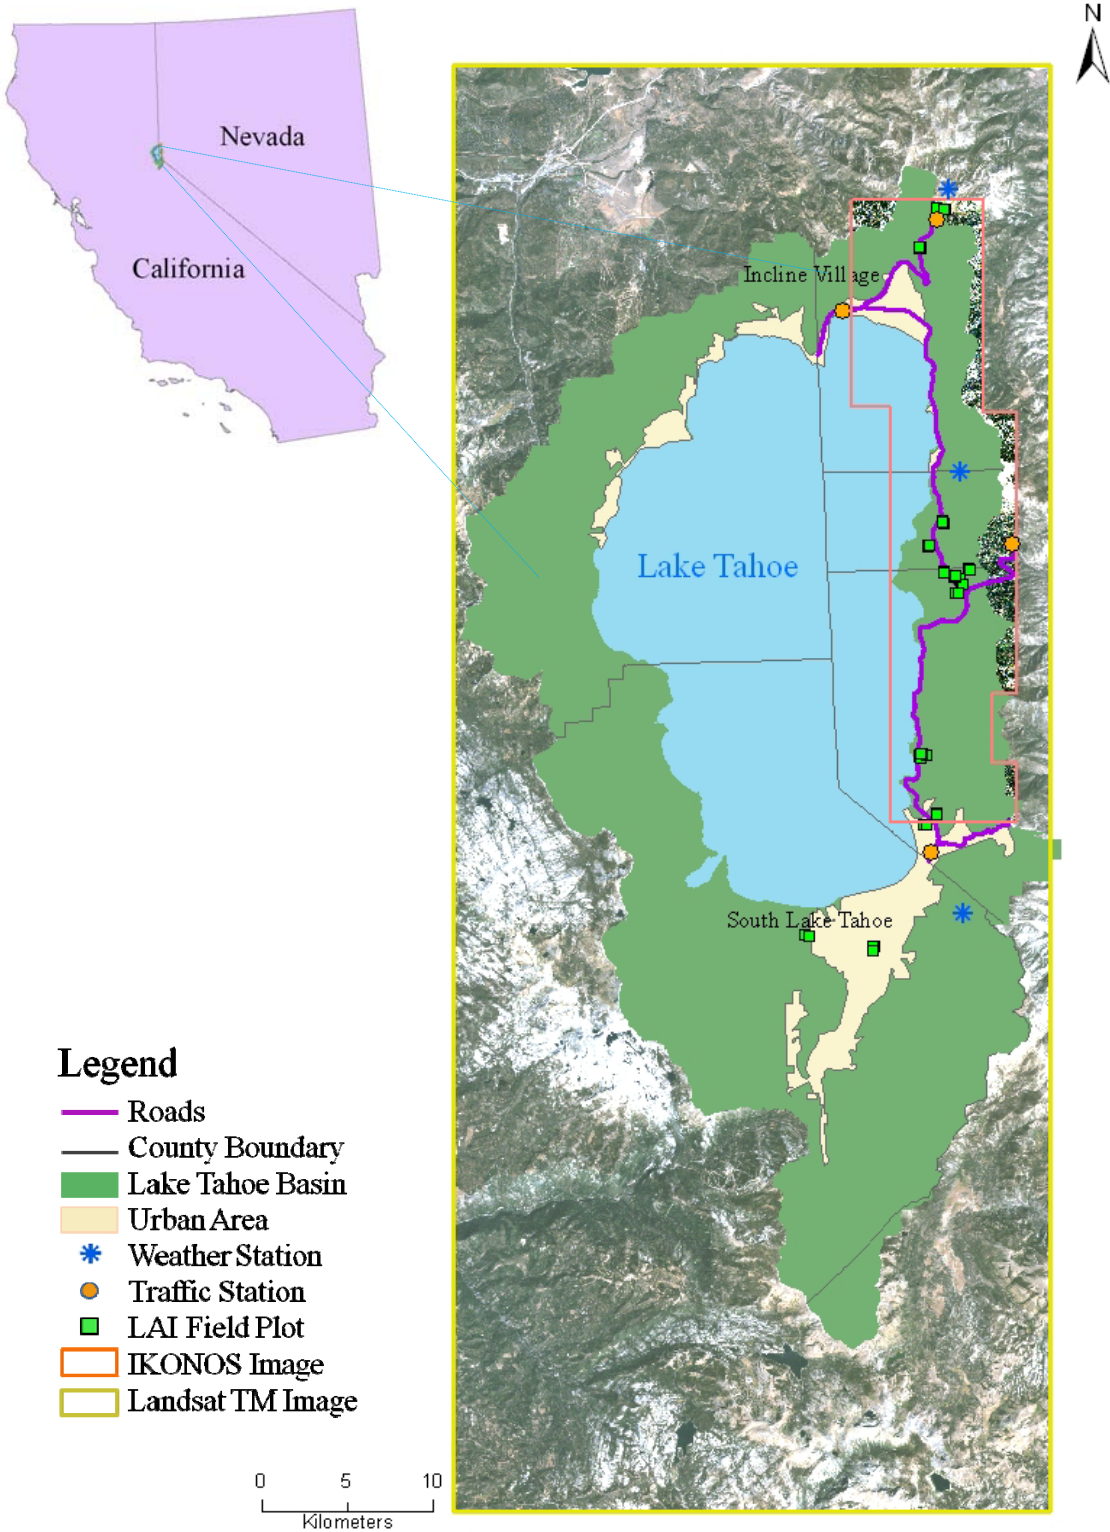 N
Nevada
California
Incline Village
Lake Tahoe
South Lake Tahoe
Legend
Roads
County Boundary
Lake Tahoe Basin
Urban Area
Weather Station
Traffic Station
LAI Field Plot
IKONOS Image
Landsat TM Image
0 5 10
Kilometers